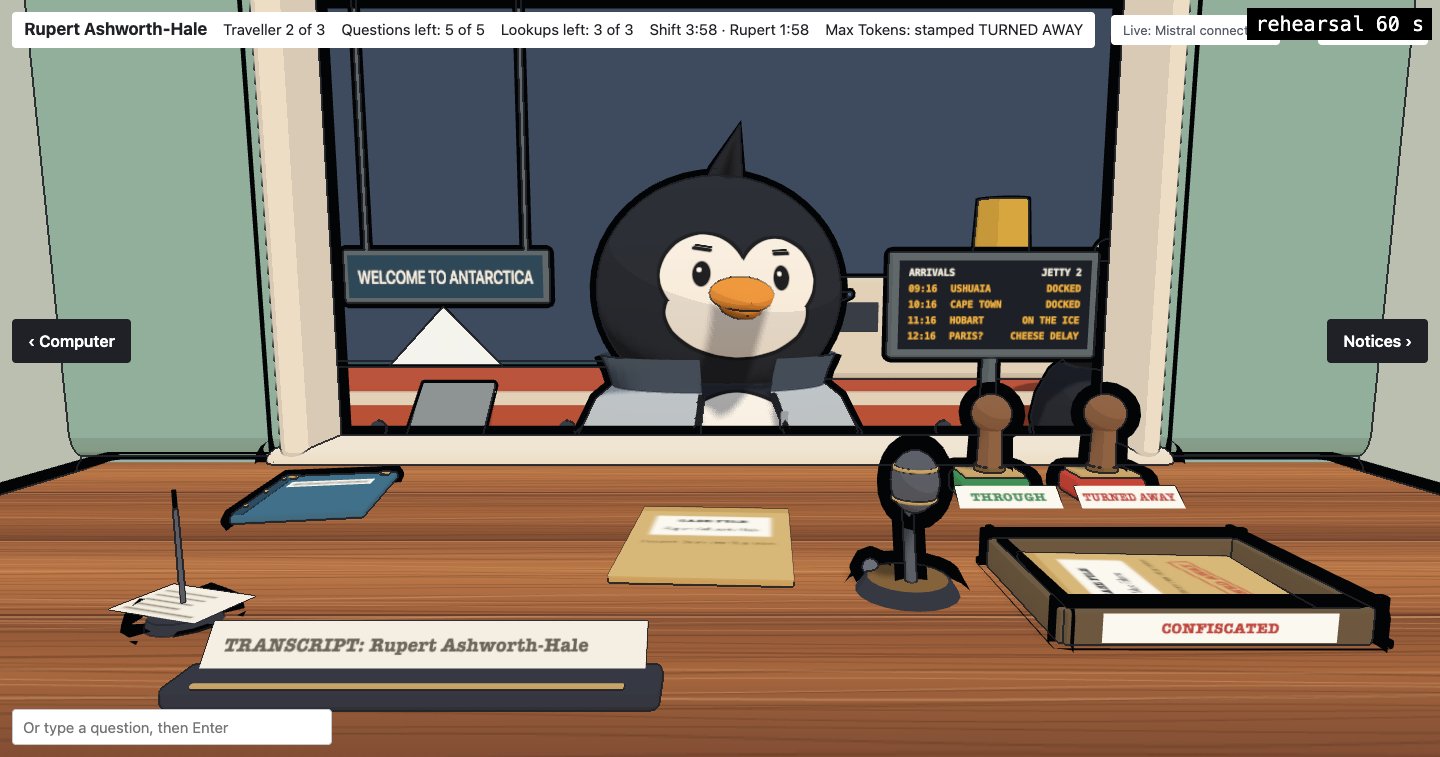 Rupert Ashworth-Hale Traveller 2 of 3 Questions left: 5 of 5 Lookups left: 3 of 3 Shift 3:58 · Rupert 1:58 Max Tokens: stamped TURNED AWAY
Live: Mistral connect
rehearsal 60 s
WELCOME TO ANTARCTICA
ARRIVALS JETTY 2
09:16 USHUAIA DOCKED
10:16 CAPE TOWN DOCKED
11:16 HOBART ON THE ICE
12:16 PARIS? CHEESE DELAY
‹ Computer
Notices ›
THROUGH
TURNED AWAY
CONFISCATED
TRANSCRIPT: Rupert Ashworth-Hale
Or type a question, then Enter